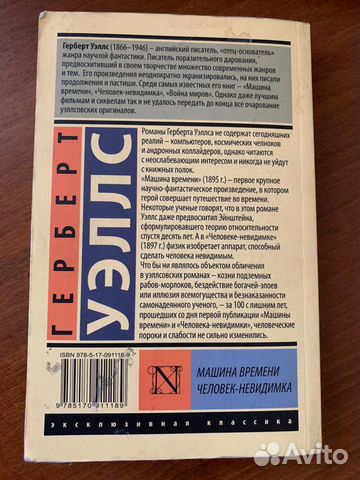 Герберт Уэллс (1866–1946) – английский писатель, «отец-основатель»
жанра научной фантастики. Писатель поразительного дарования,
предвосхитивший в своем творчестве множество современных жанров
и тем. Его произведения неоднократно экранизировались, на них писали
продолжения и пастиши. Среди самых известных его книг – «Машина
времени», «Человек-невидимка», «Война миров». Однако даже лучшим
фильмам и сиквелам так и не удалось передать до конца все очарование
уэллсовских оригиналов.
ГЕРБЕРТ
УЭЛЛС
Романы Герберта Уэллса не содержат сегодняшних
реалий – компьютеров, космических челноков
и андронных коллайдеров, однако читаются
с неослабевающим интересом и никогда не уйдут
с книжных полок.
«Машина времени» (1895 г.) – первое крупное
научно-фантастическое произведение, в котором
герой совершает путешествие во времени.
Некоторые ученые говорят, что в этом романе
Уэллс даже предвосхитил Эйнштейна,
сформулировавшего теорию относительности
спустя десять лет. А в «Человеке-невидимке»
(1897 г.) физик изобретает аппарат, способный
сделать человека невидимым.
Что бы ни являлось объектом обличения
в уэллсовских романах – козни подземных
рабов-морлоков, бездействие богачей-элоев
или иллюзия всемогущества и безнаказанности
самонадеянного ученого, – за 100 с лишним лет,
прошедших со дня первой публикации «Машины
времени» и «Человека-невидимки», человеческие
пороки и слабости не сильно изменились.
ISBN 978-5-17-091118-9
9 785170 911189
N
МАШИНА ВРЕМЕНИ
ЧЕЛОВЕК-НЕВИДИМКА
эксклюзивная классика
Avito